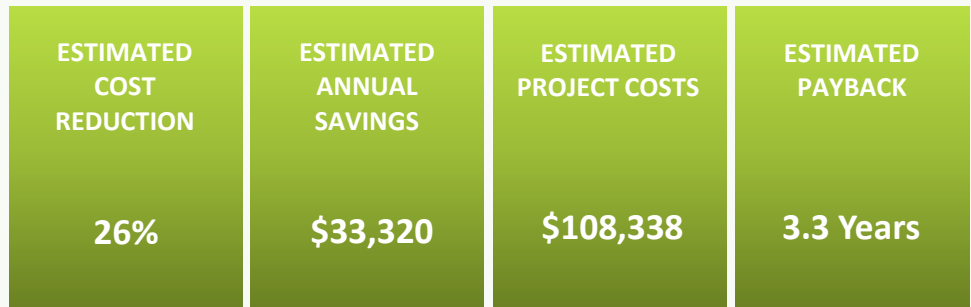 ESTIMATED
COST
REDUCTION
26%
ESTIMATED
ANNUAL
SAVINGS
$33,320
ESTIMATED
PROJECT COSTS
$108,338
ESTIMATED
PAYBACK
3.3 Years